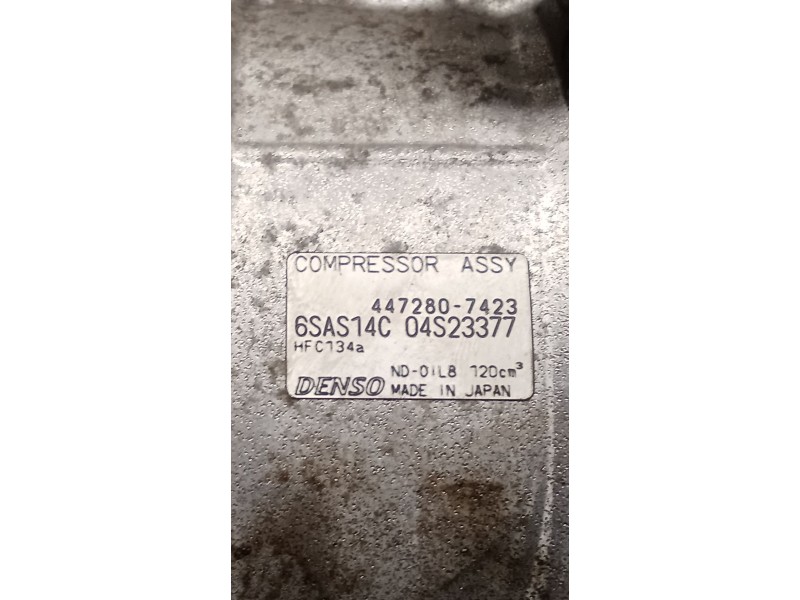 COMPRESSOR ASSY
447280-7423
6SAS14C 04S23377
HFC134a
ND-OIL8 120cm³
DENSO MADE IN JAPAN